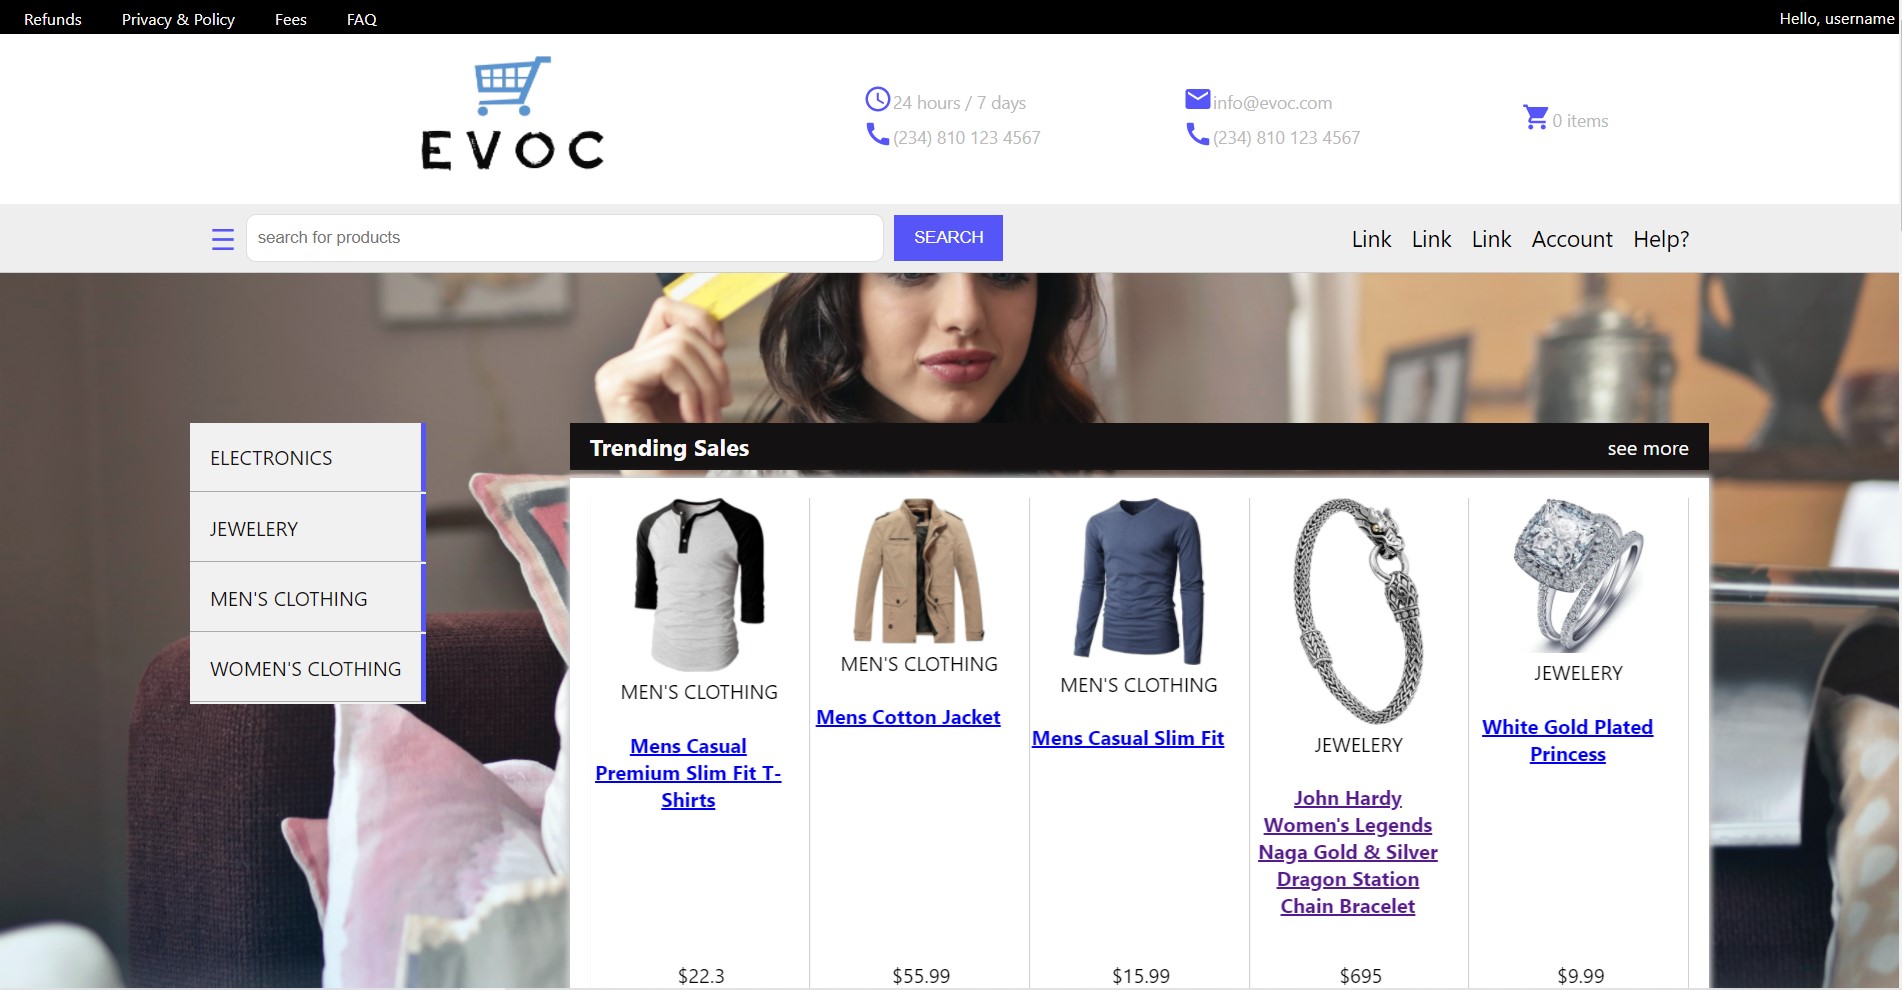 Refunds Privacy & Policy Fees FAQ Hello, username
EVOC
24 hours / 7 days
(234) 810 123 4567
info@evoc.com
(234) 810 123 4567
0 items
search for products SEARCH Link Link Link Account Help?
ELECTRONICS
JEWELERY
MEN'S CLOTHING
WOMEN'S CLOTHING
Trending Sales see more
MEN'S CLOTHING
Mens Casual
Premium Slim Fit T-
Shirts
$22.3
MEN'S CLOTHING
Mens Cotton Jacket
$55.99
MEN'S CLOTHING
Mens Casual Slim Fit
$15.99
JEWELERY
John Hardy
Women's Legends
Naga Gold & Silver
Dragon Station
Chain Bracelet
$695
JEWELERY
White Gold Plated
Princess
$9.99